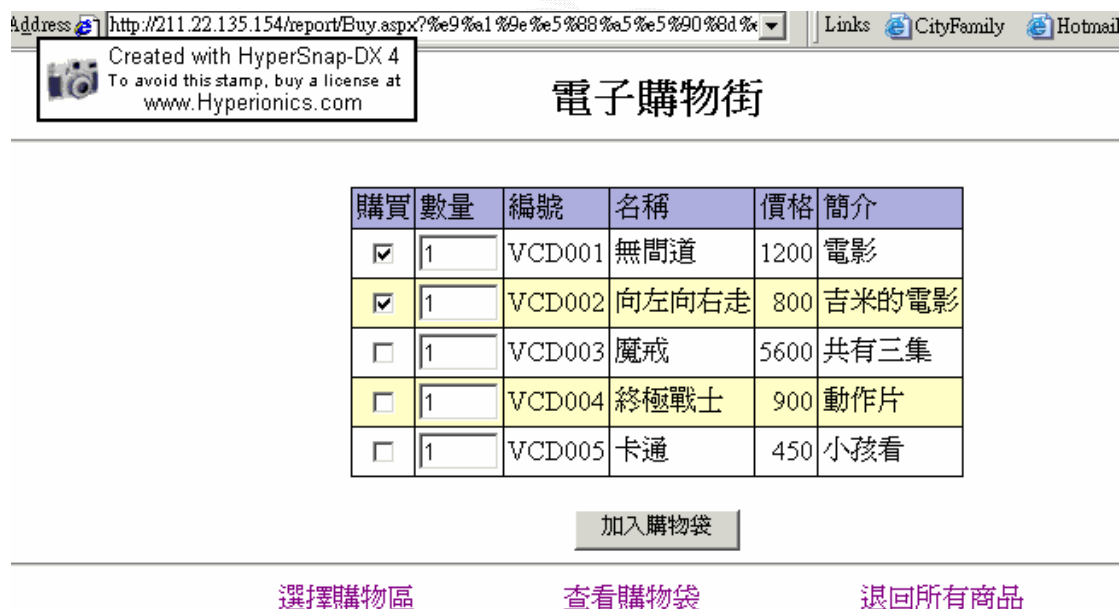 Address http://211.22.135.154/report/Buy.aspx?%e9%a1%9e%e5%88%a5%e5%90%8d% Links CityFamily Hotmail
Created with HyperSnap-DX 4
To avoid this stamp, buy a license at
www.Hyperionics.com
電子購物街
購買 數量 編號 名稱 價格 簡介
1 VCD001 無間道 1200 電影
1 VCD002 向左向右走 800 吉米的電影
1 VCD003 魔戒 5600 共有三集
1 VCD004 終極戰士 900 動作片
1 VCD005 卡通 450 小孩看
加入購物袋
選擇購物區 查看購物袋 退回所有商品